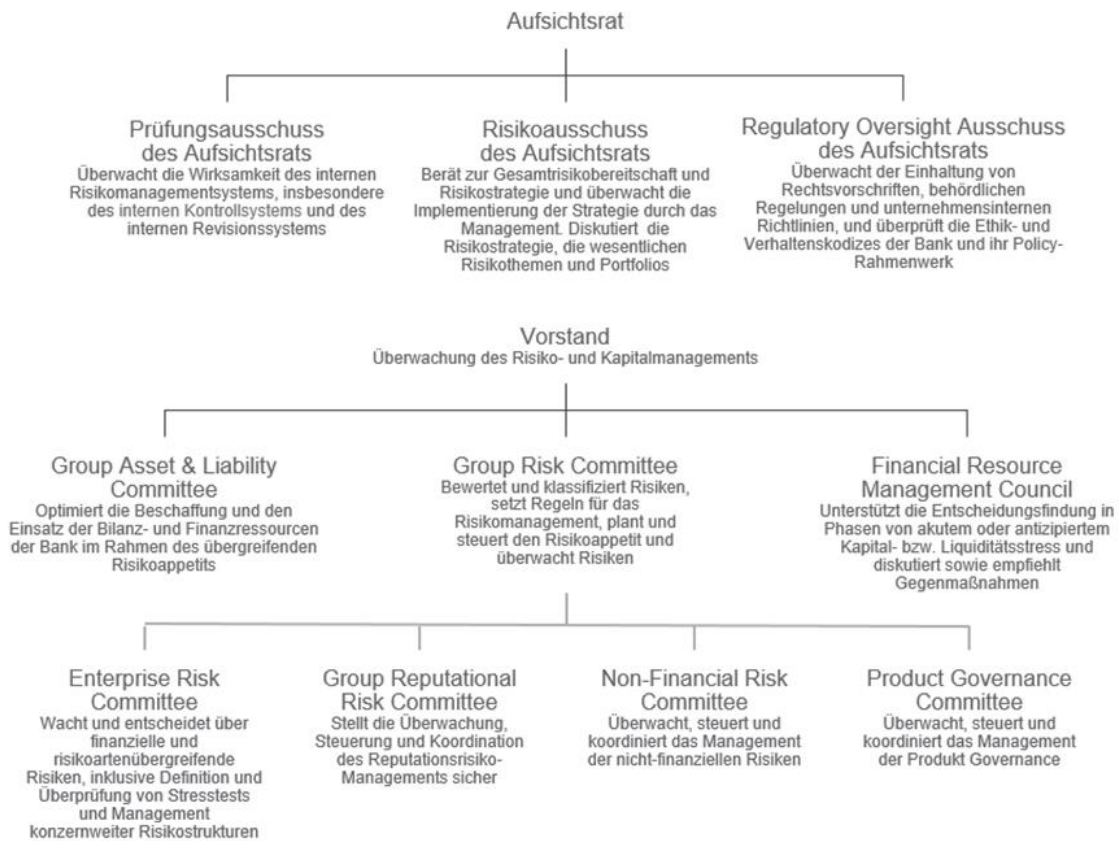 Aufsichtsrat
Prüfungsausschuss
des Aufsichtsrats
Überwacht die Wirksamkeit des internen
Risikomanagementsystems, insbesondere
des internen Kontrollsystems und des
internen Revisionssystems
Risikoausschuss
des Aufsichtsrats
Berät zur Gesamtrisikobereitschaft und
Risikostrategie und überwacht die
Implementierung der Strategie durch das
Management. Diskutiert die
Risikostrategie, die wesentlichen
Risikothemen und Portfolios
Regulatory Oversight Ausschuss
des Aufsichtsrats
Überwacht der Einhaltung von
Rechtsvorschriften, behördlichen
Regelungen und unternehmensinternen
Richtlinien, und überprüft die Ethik- und
Verhaltenskodizes der Bank und ihr Policy-
Rahmenwerk
Vorstand
Überwachung des Risiko- und Kapitalmanagements
Group Asset & Liability
Committee
Optimiert die Beschaffung und den
Einsatz der Bilanz- und Finanzressourcen
der Bank im Rahmen des übergreifenden
Risikoappetits
Group Risk Committee
Bewertet und klassifiziert Risiken,
setzt Regeln für das
Risikomanagement, plant und
steuert den Risikoappetit und
überwacht Risiken
Financial Resource
Management Council
Unterstützt die Entscheidungsfindung in
Phasen von akutem oder antizipiertem
Kapital- bzw. Liquiditätsstress und
diskutiert sowie empfiehlt
Gegenmaßnahmen
Enterprise Risk
Committee
Wacht und entscheidet über
finanzielle und
risikoartenübergreifende
Risiken, inklusive Definition und
Überprüfung von Stresstests
und Management
konzernweiter Risikostrukturen
Group Reputational
Risk Committee
Stellt die Überwachung,
Steuerung und Koordination
des Reputationsrisiko-
Managements sicher
Non-Financial Risk
Committee
Überwacht, steuert und
koordiniert das Management
der nicht-finanziellen Risiken
Product Governance
Committee
Überwacht, steuert und
koordiniert das Management
der Produkt Governance